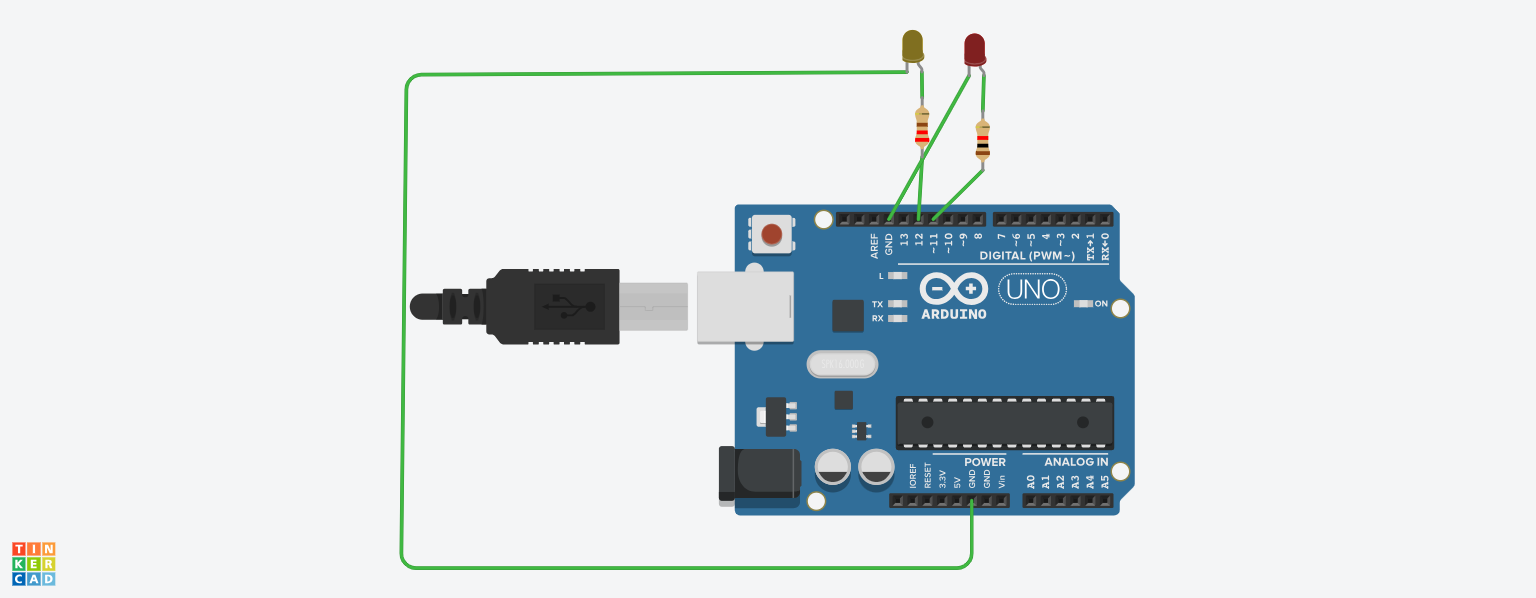 AREF
GND
13
12
~11
~10
~9
8
7
~6
~5
4
~3
2
TX→1
RX←0
DIGITAL (PWM~)
L
TX
RX
UNO
ON
ARDUINO
POWER
ANALOG IN
IOREF
RESET
3.3V
5V
GND
GND
Vin
A0
A1
A2
A3
A4
A5
TIN
KER
CAD